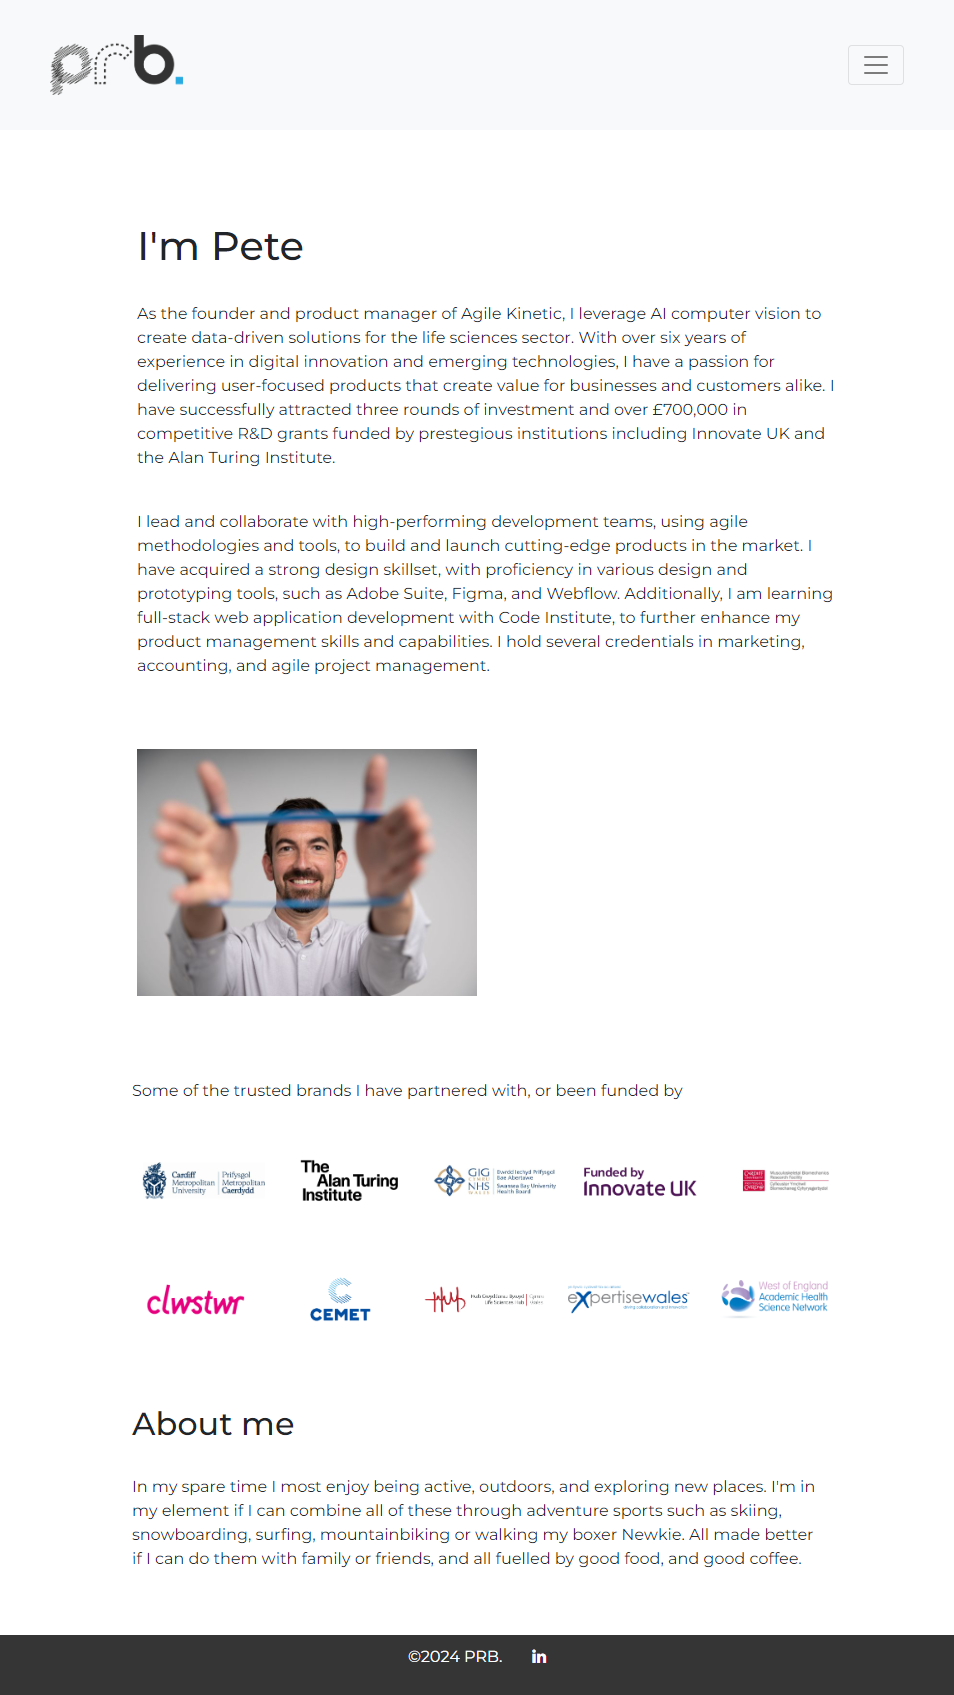 prb.
I'm Pete
As the founder and product manager of Agile Kinetic, I leverage AI computer vision to
create data-driven solutions for the life sciences sector. With over six years of
experience in digital innovation and emerging technologies, I have a passion for
delivering user-focused products that create value for businesses and customers alike. I
have successfully attracted three rounds of investment and over £700,000 in
competitive R&D grants funded by prestegious institutions including Innovate UK and
the Alan Turing Institute.
I lead and collaborate with high-performing development teams, using agile
methodologies and tools, to build and launch cutting-edge products in the market. I
have acquired a strong design skillset, with proficiency in various design and
prototyping tools, such as Adobe Suite, Figma, and Webflow. Additionally, I am learning
full-stack web application development with Code Institute, to further enhance my
product management skills and capabilities. I hold several credentials in marketing,
accounting, and agile project management.
Some of the trusted brands I have partnered with, or been funded by
Cardiff
Metropolitan
University
Prifysgol
Metropolitan
Caerdydd
The
Alan Turing
Institute
GIG
CYMRU
NHS
WALES
Bwrdd Iechyd Prifysgol
Bae Abertawe
Swansea Bay University
Health Board
Funded by
Innovate UK
Musculoskeletal Biomechanics
Research Facility
clwstwr
CEMET
Life Sciences Hub
Cymru
Wales
expertisewales
West of England
Academic Health
Science Network
About me
In my spare time I most enjoy being active, outdoors, and exploring new places. I'm in
my element if I can combine all of these through adventure sports such as skiing,
snowboarding, surfing, mountainbiking or walking my boxer Newkie. All made better
if I can do them with family or friends, and all fuelled by good food, and good coffee.
©2024 PRB.
in